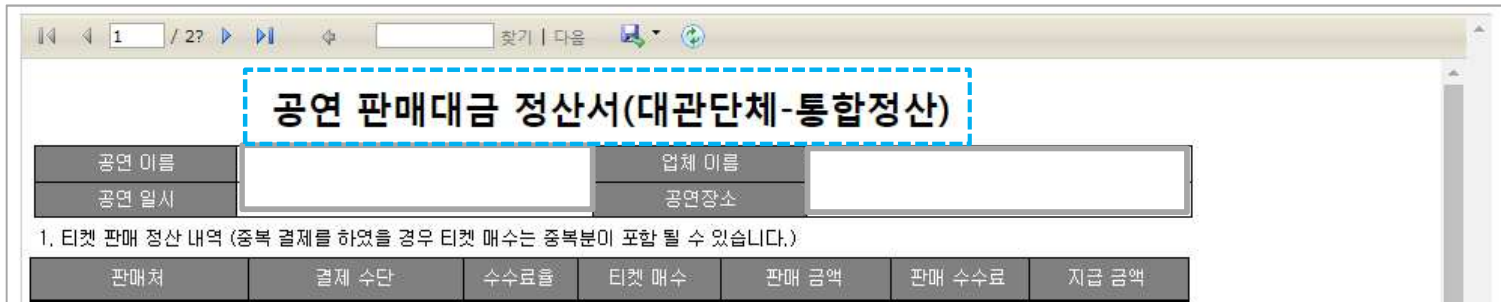 1 / 2? 찾기 | 다음
공연 판매대금 정산서(대관단체-통합정산)
공연 이름 업체 이름
공연 일시 공연장소
1. 티켓 판매 정산 내역 (중복 결제를 하였을 경우 티켓 매수는 중복분이 포함 될 수 있습니다.)
판매처 결제 수단 수수료율 티켓 매수 판매 금액 판매 수수료 지급 금액